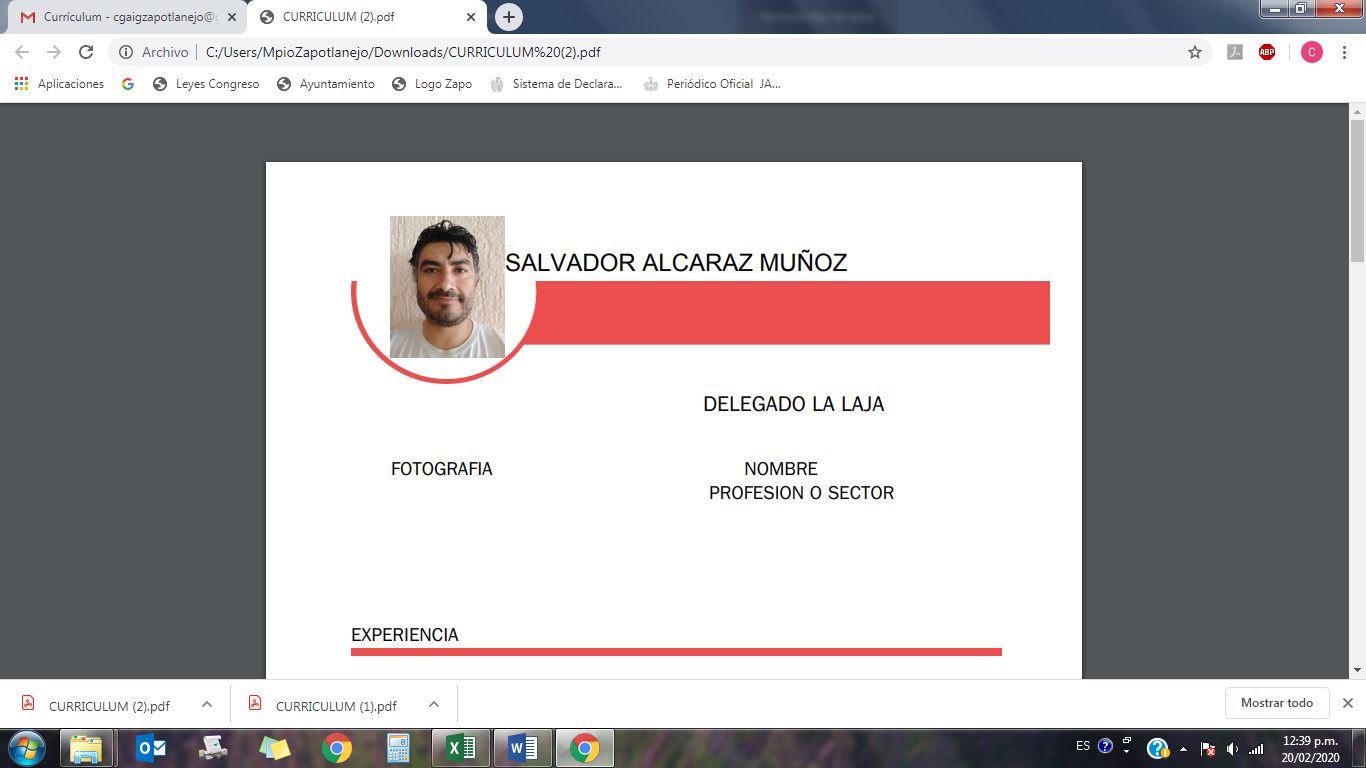 Currículum - cgaigzapotlanejo@g
CURRICULUM (2).pdf
Archivo
C:/Users/MpioZapotlanejo/Downloads/CURRICULUM%20(2).pdf
ABP
C
Aplicaciones
Leyes Congreso
Ayuntamiento
Logo Zapo
Sistema de Declara...
Periódico Oficial JA...
SALVADOR ALCARAZ MUÑOZ
DELEGADO LA LAJA
FOTOGRAFIA
NOMBRE
PROFESION O SECTOR
EXPERIENCIA
CURRICULUM (2).pdf
CURRICULUM (1).pdf
Mostrar todo
ES
12:39 p.m.
20/02/2020